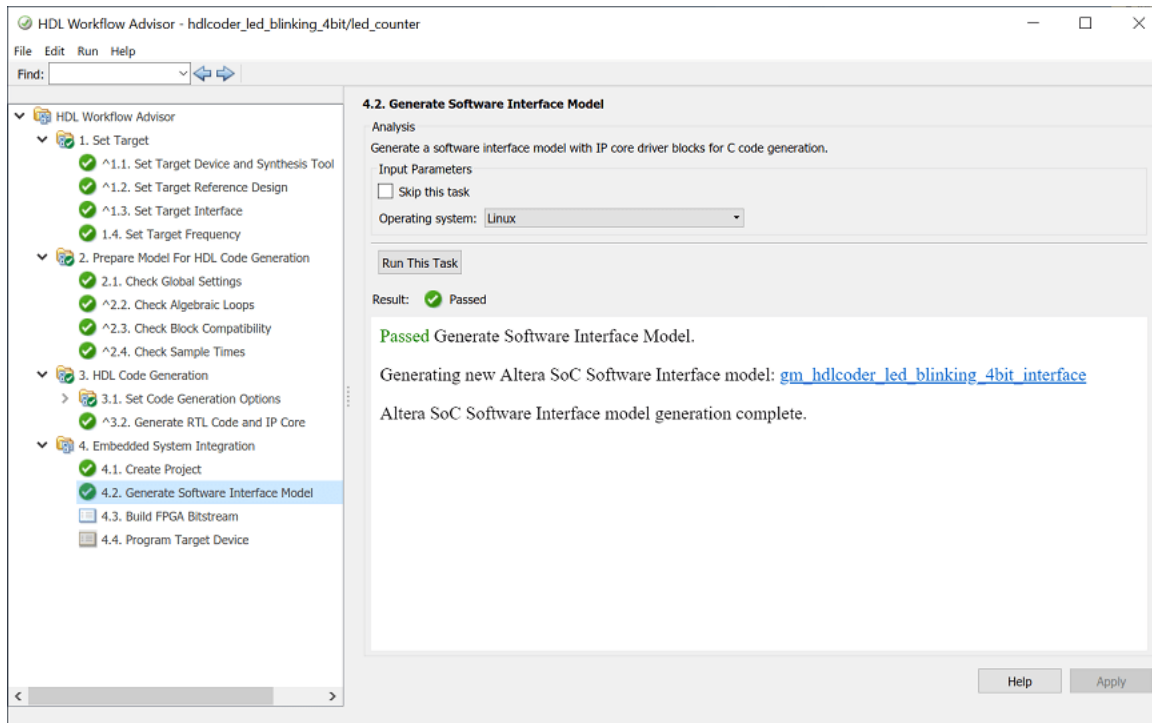 HDL Workflow Advisor - hdlcoder_led_blinking_4bit/led_counter
File Edit Run Help
Find:
HDL Workflow Advisor
1. Set Target
^1.1. Set Target Device and Synthesis Tool
^1.2. Set Target Reference Design
^1.3. Set Target Interface
1.4. Set Target Frequency
2. Prepare Model For HDL Code Generation
2.1. Check Global Settings
^2.2. Check Algebraic Loops
^2.3. Check Block Compatibility
^2.4. Check Sample Times
3. HDL Code Generation
3.1. Set Code Generation Options
^3.2. Generate RTL Code and IP Core
4. Embedded System Integration
4.1. Create Project
4.2. Generate Software Interface Model
4.3. Build FPGA Bitstream
4.4. Program Target Device
4.2. Generate Software Interface Model
Analysis
Generate a software interface model with IP core driver blocks for C code generation.
Input Parameters
Skip this task
Operating system: Linux
Run This Task
Result: Passed
Passed Generate Software Interface Model.
Generating new Altera SoC Software Interface model: gm_hdlcoder_led_blinking_4bit_interface
Altera SoC Software Interface model generation complete.
Help Apply